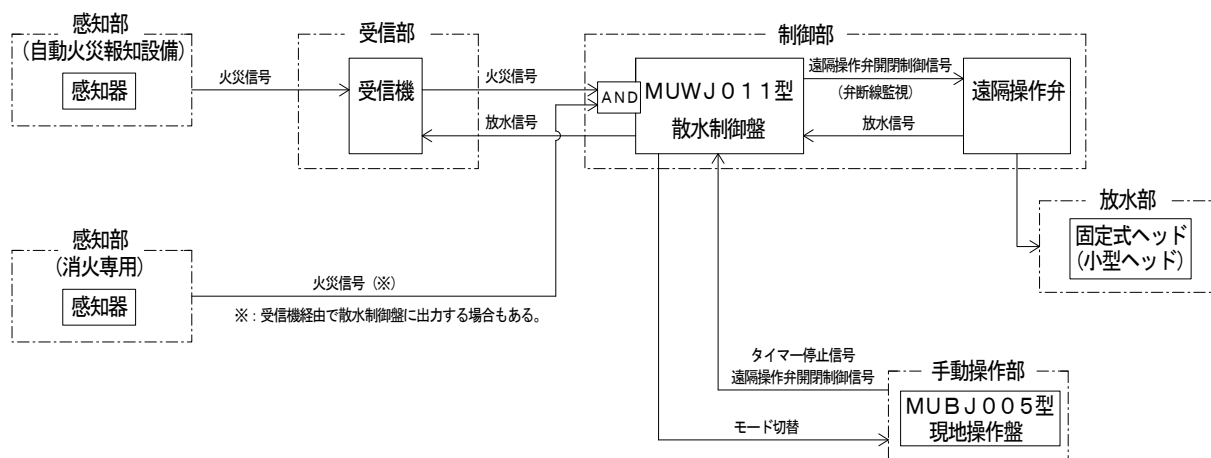 感知部
(自動火災報知設備)
感知器
火災信号
受信部
受信機
火災信号
放水信号
制御部
AND
MUWJ011型
散水制御盤
遠隔操作弁開閉制御信号
(弁断線監視)
放水信号
遠隔操作弁
放水部
固定式ヘッド
(小型ヘッド)
感知部
(消火専用)
感知器
火災信号(※)
※:受信機経由で散水制御盤に出力する場合もある。
タイマー停止信号
遠隔操作弁開閉制御信号
モード切替
手動操作部
MUBJ005型
現地操作盤